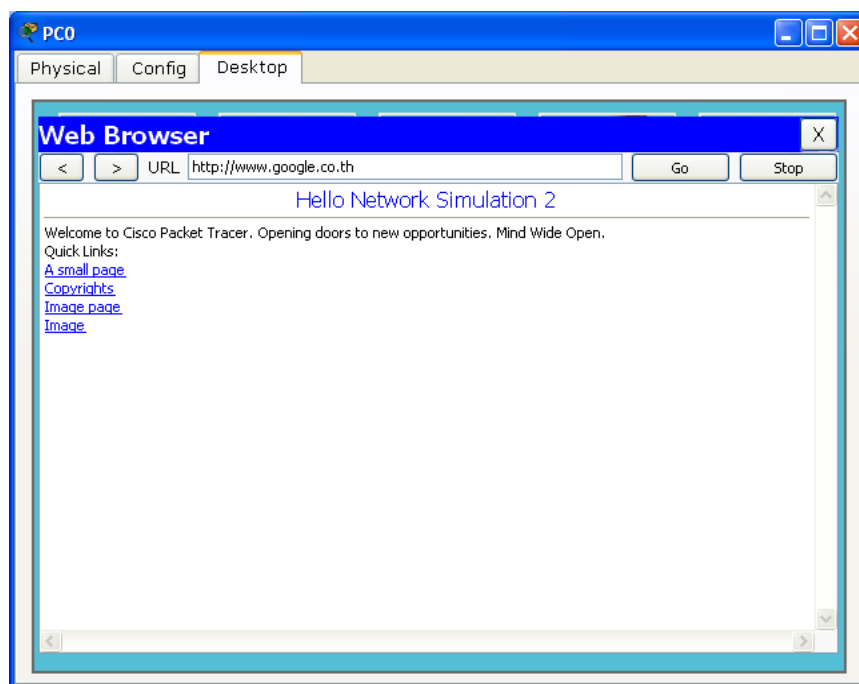 PC0
Physical Config Desktop
Web Browser X
< > URL http://www.google.co.th Go Stop
Hello Network Simulation 2
Welcome to Cisco Packet Tracer. Opening doors to new opportunities. Mind Wide Open.
Quick Links:
A small page
Copyrights
Image page
Image